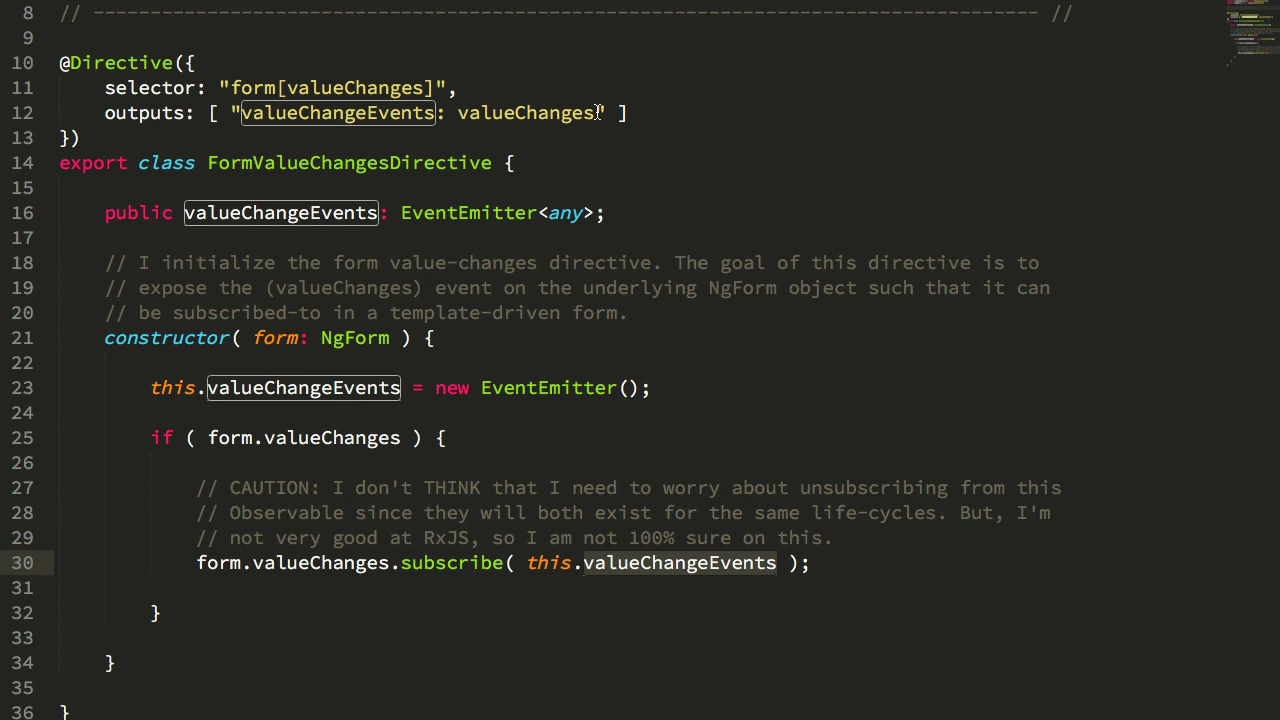 8 // ----------------------------------------------------------------------------------- //
9
10 @Directive({
11 selector: "form[valueChanges]",
12 outputs: [ "valueChangeEvents: valueChanges" ]
13 })
14 export class FormValueChangesDirective {
15
16 public valueChangeEvents: EventEmitter<any>;
17
18 // I initialize the form value-changes directive. The goal of this directive is to
19 // expose the (valueChanges) event on the underlying NgForm object such that it can
20 // be subscribed-to in a template-driven form.
21 constructor( form: NgForm ) {
22
23 this.valueChangeEvents = new EventEmitter();
24
25 if ( form.valueChanges ) {
26
27 // CAUTION: I don't THINK that I need to worry about unsubscribing from this
28 // Observable since they will both exist for the same life-cycles. But, I'm
29 // not very good at RxJS, so I am not 100% sure on this.
30 form.valueChanges.subscribe( this.valueChangeEvents );
31
32 }
33
34 }
35
36 }